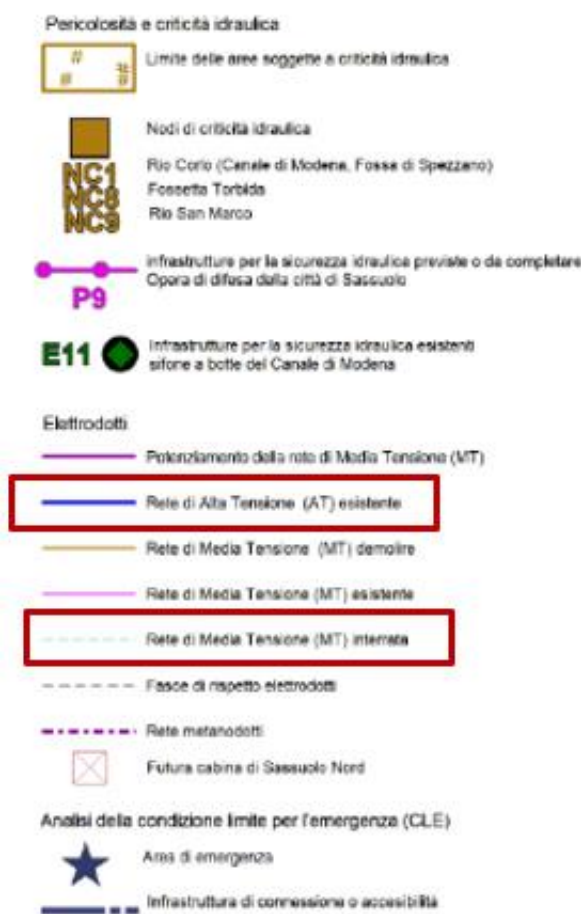 Pericolosità e criticità idraulica
# # # #
Limite delle aree soggette a criticità idraulica
Nodi di criticità idraulica
NC1 Rio Corlo (Canale di Modena, Fossa di Spezzano)
NC8 Fossetta Torbida
NC9 Rio San Marco
Infrastrutture per la sicurezza idraulica previste o da completare
P9 Opera di difesa della città di Sassuolo
E11 Infrastrutture per la sicurezza idraulica esistenti
sifone a botte del Canale di Modena
Elettrodotti
Potenziamento della rete di Media Tensione (MT)
Rete di Alta Tensione (AT) esistente
Rete di Media Tensione (MT) demolire
Rete di Media Tensione (MT) esistente
Rete di Media Tensione (MT) interrata
Fasce di rispetto elettrodotti
Rete metanodotti
Futura cabina di Sassuolo Nord
Analisi della condizione limite per l'emergenza (CLE)
Area di emergenza
Infrastruttura di connessione o accesibilità